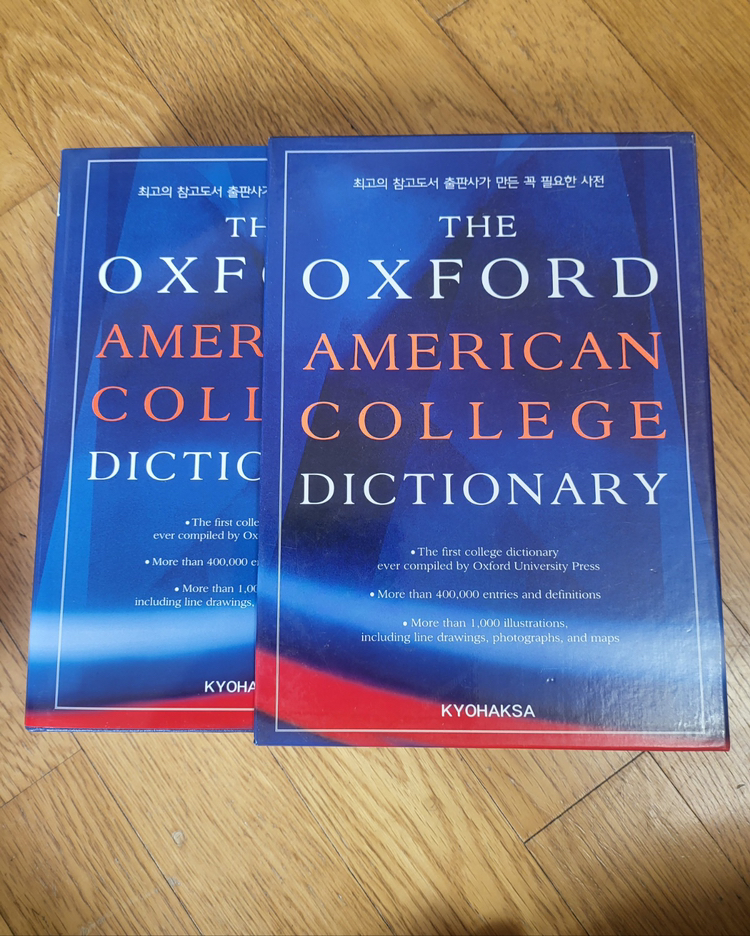 최고의 참고도서 출판사가
TH
OXFO
AMER
COLL
DICTIO
• The first colle
ever compiled by Ox
• More than 400,000 e
• More than 1,00
including line drawings,
KYOHA
최고의 참고도서 출판사가 만든 꼭 필요한 사전
THE
OXFORD
AMERICAN
COLLEGE
DICTIONARY
• The first college dictionary
ever compiled by Oxford University Press
• More than 400,000 entries and definitions
• More than 1,000 illustrations,
including line drawings, photographs, and maps
KYOHAKSA